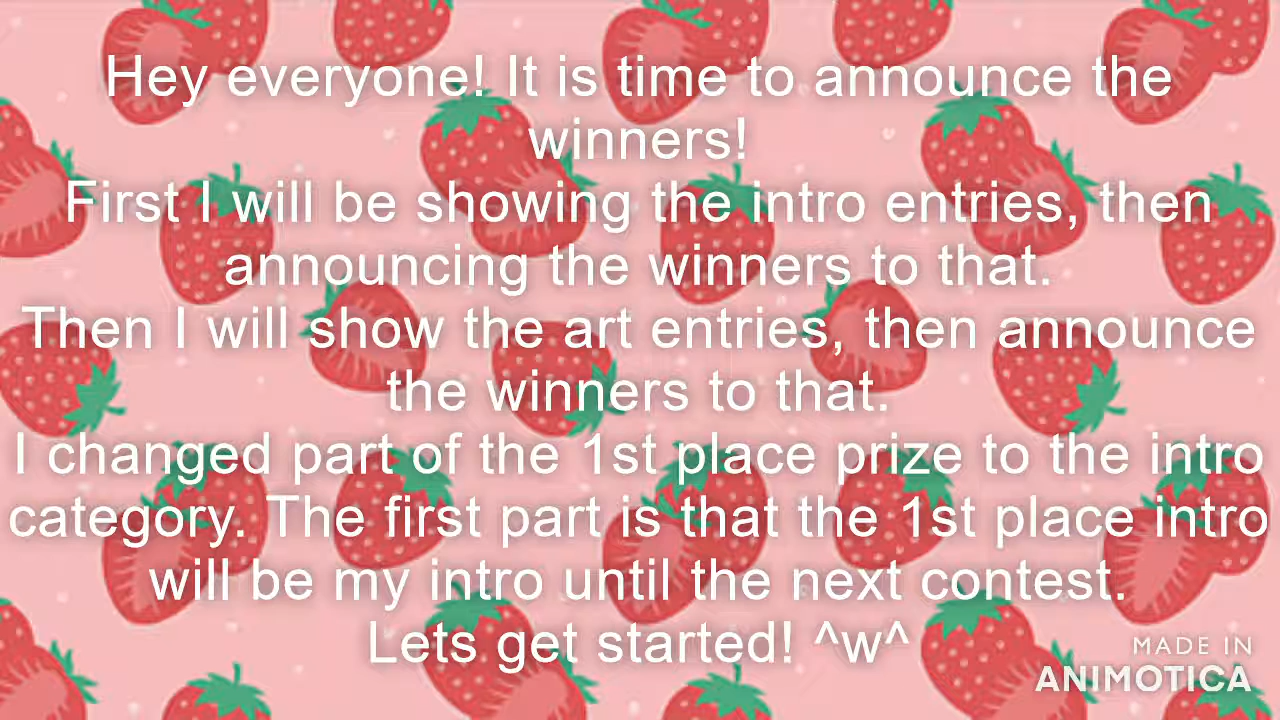 Hey everyone! It is time to announce the
winners!
First I will be showing the intro entries, then
announcing the winners to that.
Then I will show the art entries, then announce
the winners to that.
I changed part of the 1st place prize to the intro
category. The first part is that the 1st place intro
will be my intro until the next contest.
Lets get started! ^w^
MADE IN
ANIMOTICA